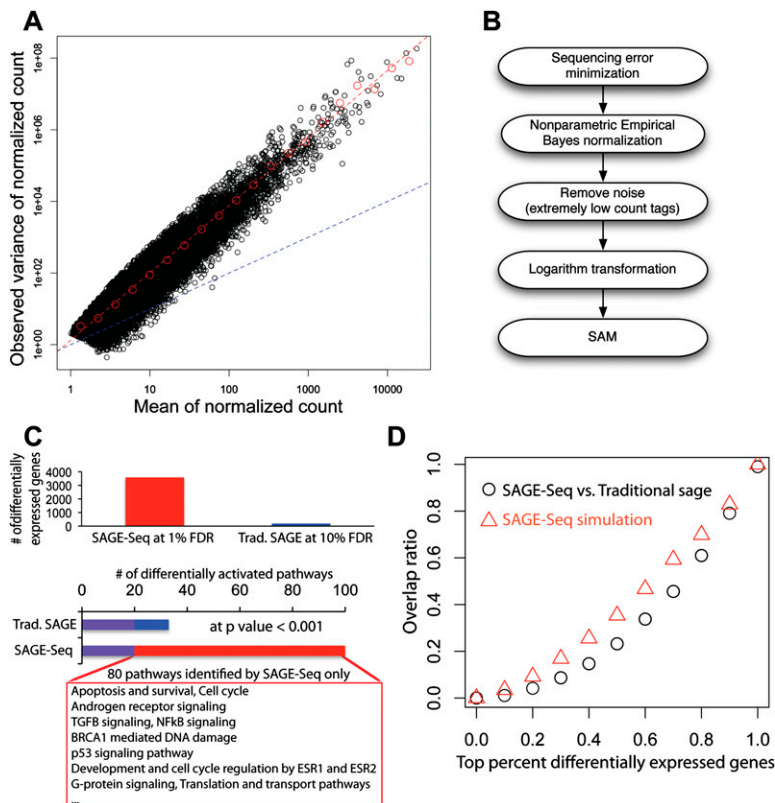 A
Observed variance of normalized count
1e+08
1e+06
1e+04
1e+02
1e+00
1
10
100
1000
10000
Mean of normalized count
B
Sequencing error
minimization
Nonparametric Empirical
Bayes normalization
Remove noise
(extremely low count tags)
Logarithm transformation
SAM
C
# ofdifferentially
expressed genes
4000
3000
2000
1000
0
SAGE-Seq at 1% FDR
Trad. SAGE at 10% FDR
# of differentially activated pathways
0
20
40
60
80
100
Trad. SAGE
at p value < 0.001
SAGE-Seq
80 pathways identified by SAGE-Seq only
Apoptosis and survival, Cell cycle
Androgen receptor signaling
TGFB signaling, NFkB signaling
BRCA1 mediated DNA damage
p53 signaling pathway
Development and cell cycle regulation by ESR1 and ESR2
G-protein signaling, Translation and transport pathways
...
D
Overlap ratio
1.0
0.8
0.6
0.4
0.2
0.0
SAGE-Seq vs. Traditional sage
SAGE-Seq simulation
0.0
0.2
0.4
0.6
0.8
1.0
Top percent differentially expressed genes